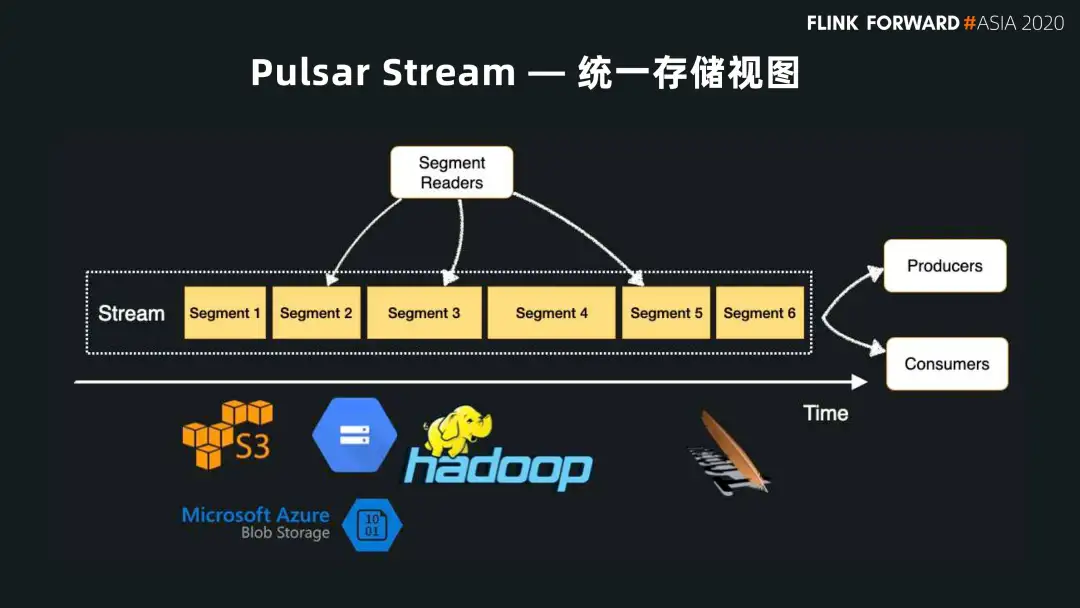 FLINK FORWARD #ASIA 2020
Pulsar Stream — 统一存储视图
Segment
Readers
Producers
Stream
Segment 1
Segment 2
Segment 3
Segment 4
Segment 5
Segment 6
Consumers
Time
S3
hadoop
Microsoft Azure
Blob Storage
10
01